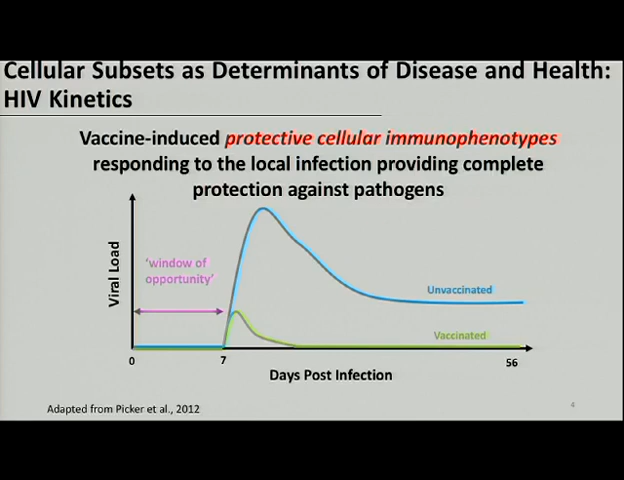 Cellular Subsets as Determinants of Disease and Health:
HIV Kinetics
Vaccine-induced protective cellular immunophenotypes
responding to the local infection providing complete
protection against pathogens
Viral Load
'window of
opportunity'
Unvaccinated
Vaccinated
0
7
56
Days Post Infection
Adapted from Picker et al., 2012
4